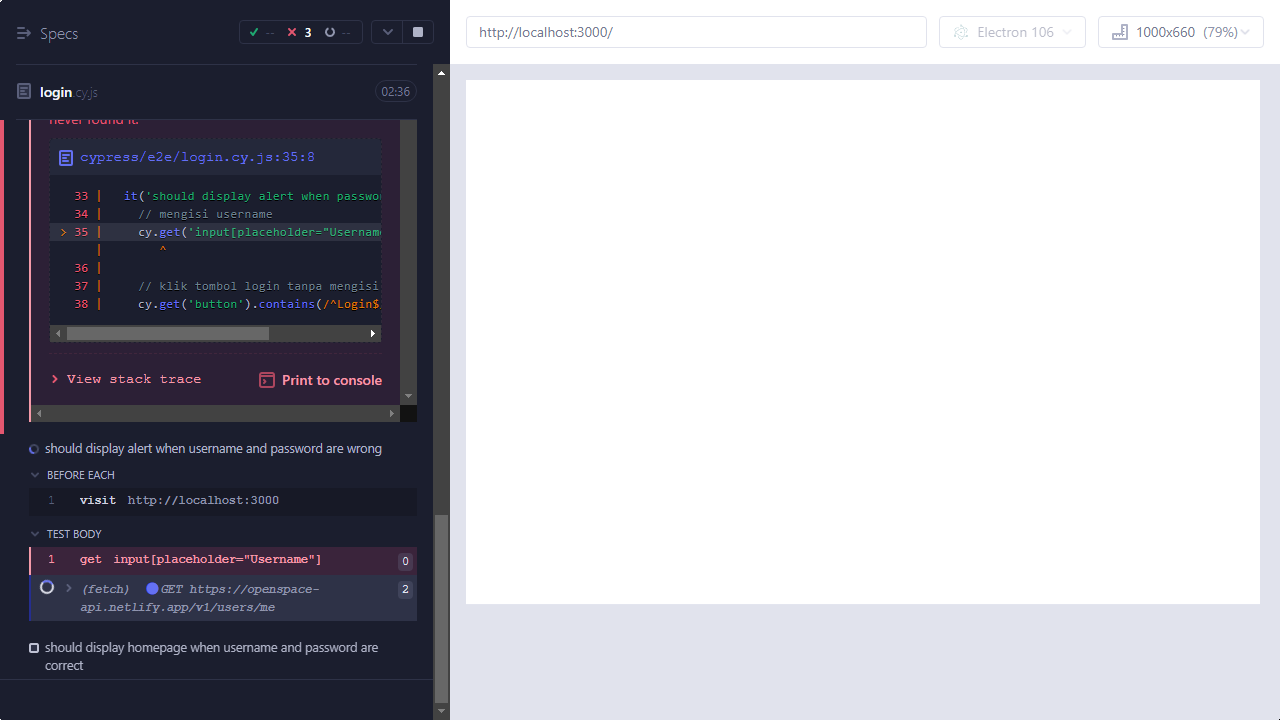 Specs
-- 3 --
http://localhost:3000/
Electron 106
1000x660 (79%)
login.cy.js
02:36
never found it.
cypress/e2e/login.cy.js:35:8
33 | it('should display alert when passwor
34 | // mengisi username
> 35 | cy.get('input[placeholder="Username
| ^
36 |
37 | // klik tombol login tanpa mengisi
38 | cy.get('button').contains(/^Login$
> View stack trace
Print to console
should display alert when username and password are wrong
BEFORE EACH
1 visit http://localhost:3000
TEST BODY
1 get input[placeholder="Username"] 0
(fetch) GET https://openspace-
api.netlify.app/v1/users/me
2
should display homepage when username and password are
correct